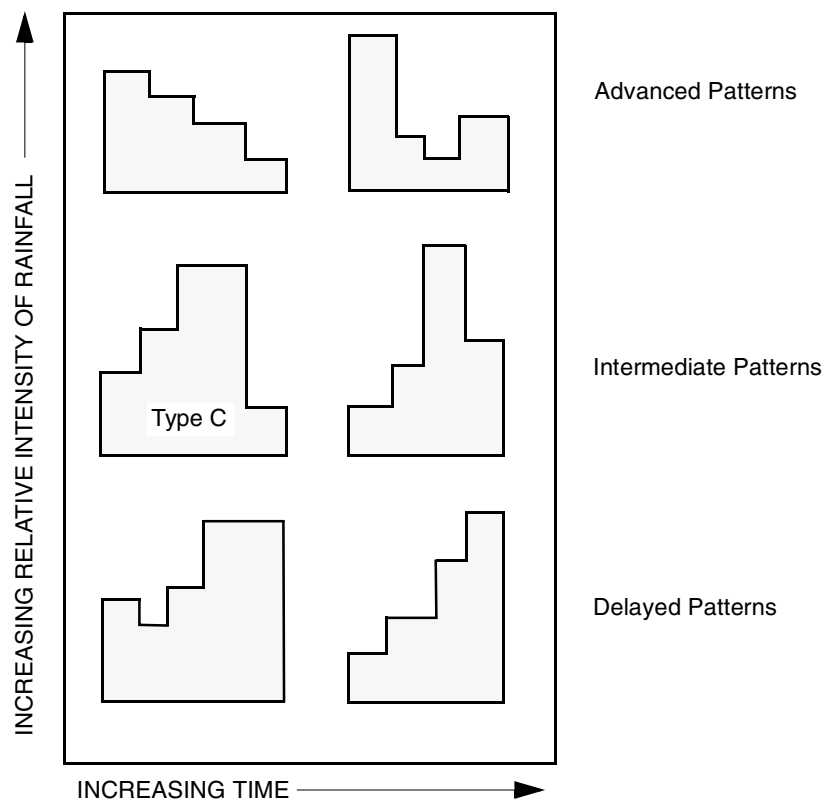 INCREASING RELATIVE INTENSITY OF RAINFALL
Advanced Patterns
Type C
Intermediate Patterns
Delayed Patterns
INCREASING TIME